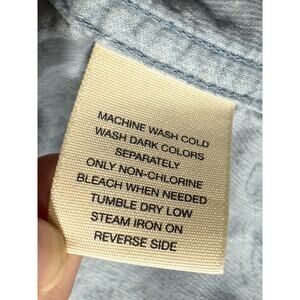 MACHINE WASH COLD
WASH DARK COLORS
SEPARATELY
ONLY NON-CHLORINE
BLEACH WHEN NEEDED
TUMBLE DRY LOW
STEAM IRON ON
REVERSE SIDE